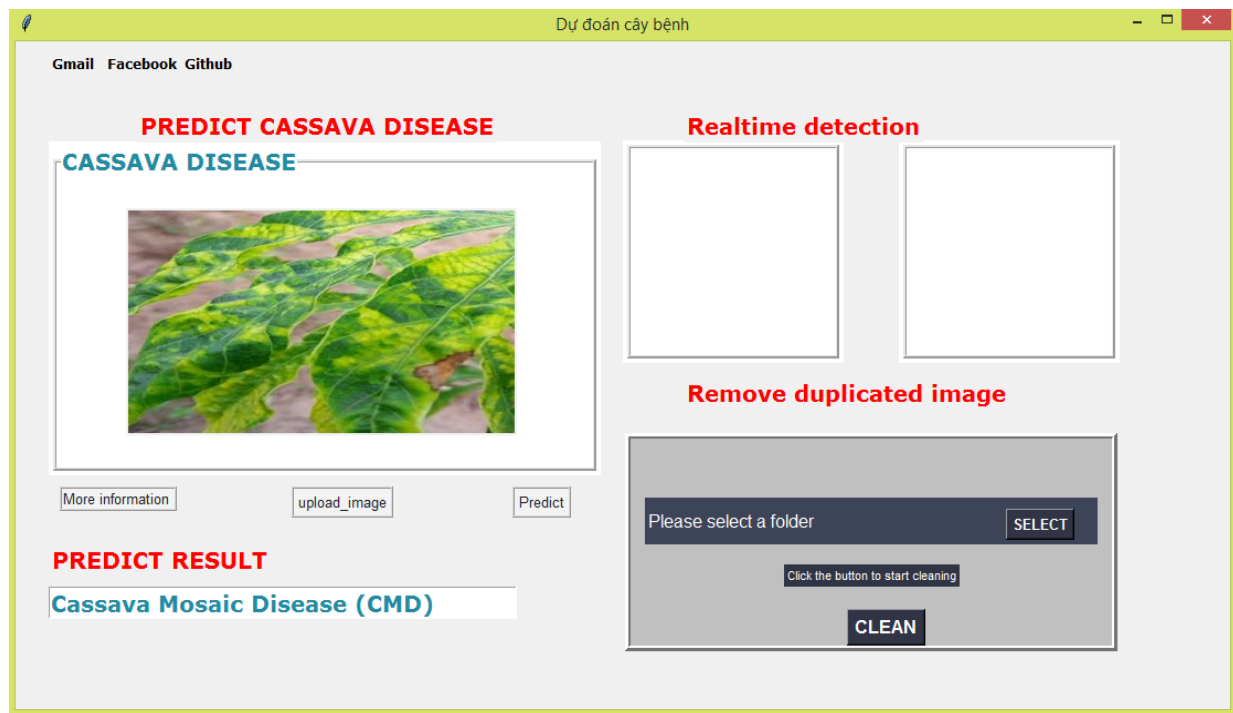 Dự đoán cây bệnh
Gmail Facebook Github
PREDICT CASSAVA DISEASE
CASSAVA DISEASE
More information
upload_image
Predict
PREDICT RESULT
Cassava Mosaic Disease (CMD)
Realtime detection
Remove duplicated image
Please select a folder
SELECT
Click the button to start cleaning
CLEAN